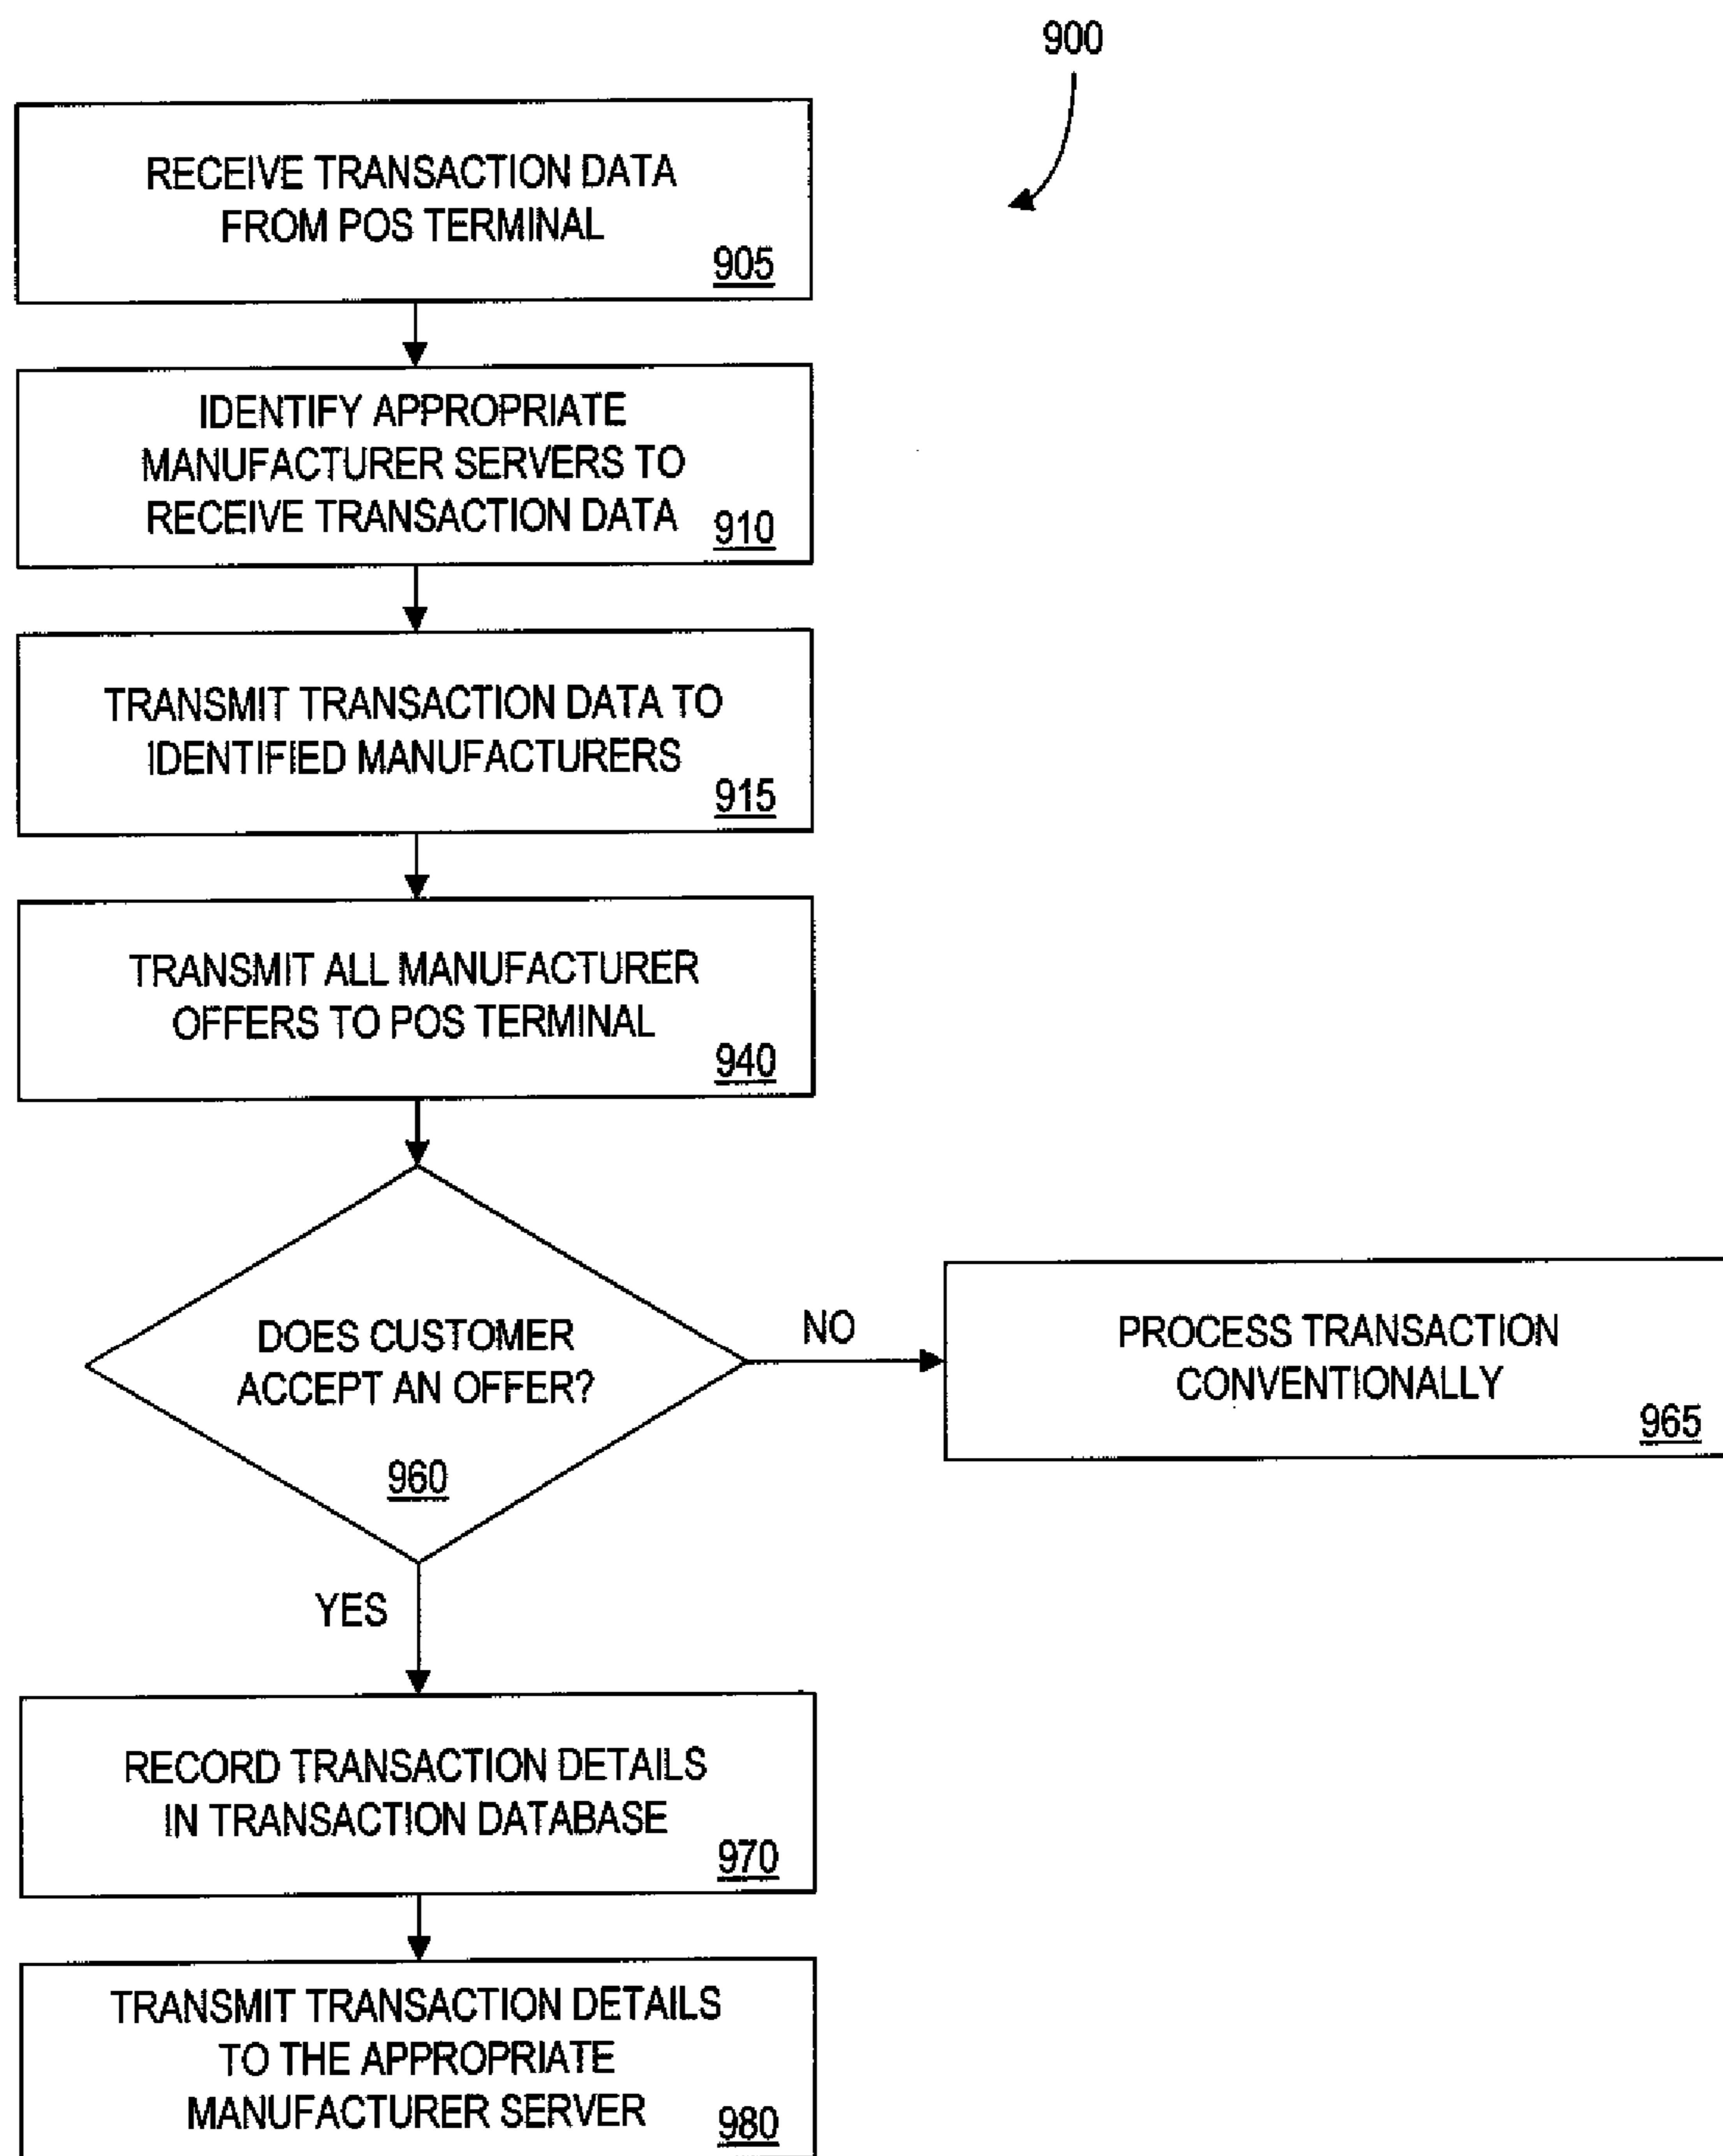 900
RECEIVE TRANSACTION DATA
FROM POS TERMINAL
905
IDENTIFY APPROPRIATE
MANUFACTURER SERVERS TO
RECEIVE TRANSACTION DATA
910
TRANSMIT TRANSACTION DATA TO
IDENTIFIED MANUFACTURERS
915
TRANSMIT ALL MANUFACTURER
OFFERS TO POS TERMINAL
940
DOES CUSTOMER
ACCEPT AN OFFER?
960
NO
PROCESS TRANSACTION
CONVENTIONALLY
965
YES
RECORD TRANSACTION DETAILS
IN TRANSACTION DATABASE
970
TRANSMIT TRANSACTION DETAILS
TO THE APPROPRIATE
MANUFACTURER SERVER
980